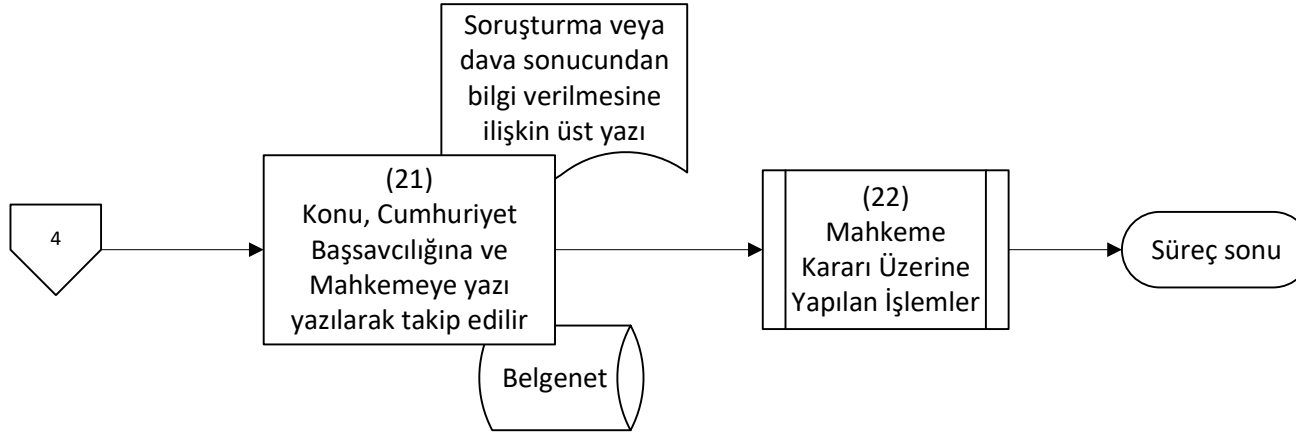 Soruşturma veya
dava sonucundan
bilgi verilmesine
ilişkin üst yazı
4
(21)
Konu, Cumhuriyet
Başsavcılığına ve
Mahkemeye yazı
yazılarak takip edilir
Belgenet
(22)
Mahkeme
Kararı Üzerine
Yapılan İşlemler
Süreç sonu